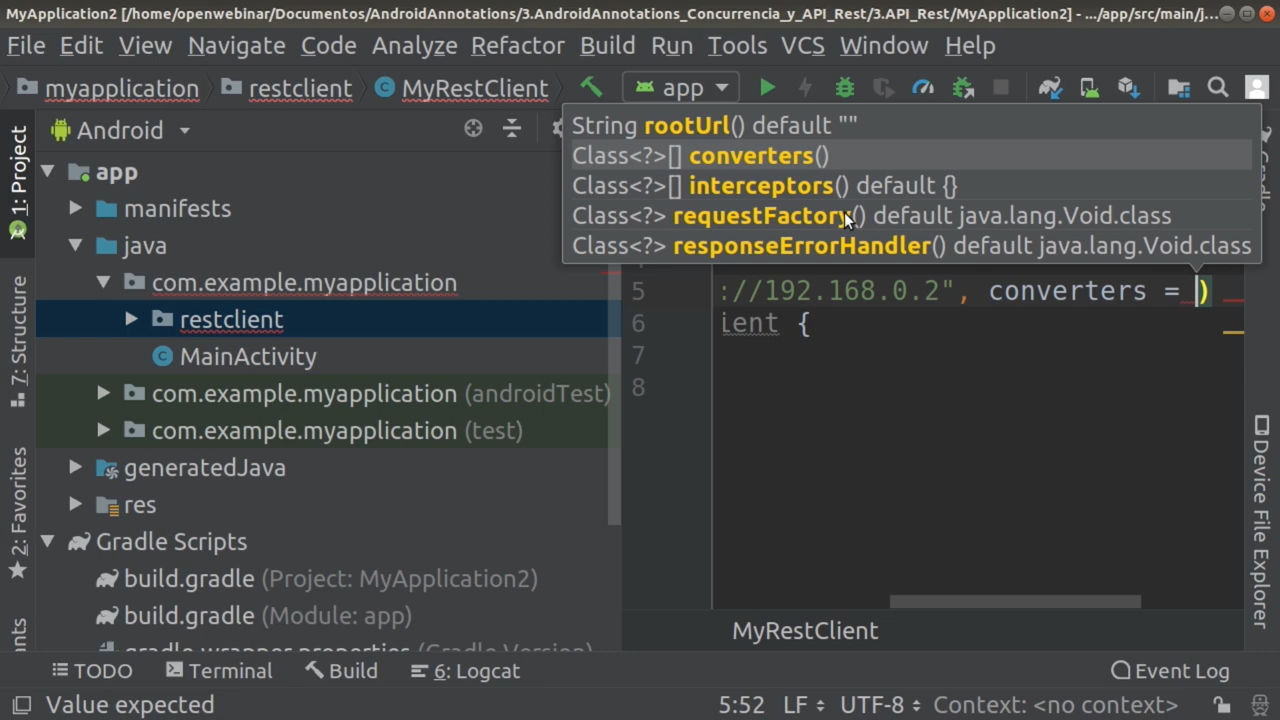 MyApplication2 [/home/openwebinar/Documentos/AndroidAnnotations/3.AndroidAnnotations_Concurrencia_y_API_Rest/3.API_Rest/MyApplication2] - .../app/src/main/j...
File Edit View Navigate Code Analyze Refactor Build Run Tools VCS Window Help
myapplication restclient MyRestClient app
Android
1: Project
7: Structure
2: Favorites
app
manifests
java
com.example.myapplication
restclient
MainActivity
com.example.myapplication (androidTest)
com.example.myapplication (test)
generatedJava
res
Gradle Scripts
build.gradle (Project: MyApplication2)
build.gradle (Module: app)
gradle-wrapper.properties (Gradle Version)
String rootUrl() default ""
Class<?>[] converters()
Class<?>[] interceptors() default {}
Class<?> requestFactory() default java.lang.Void.class
Class<?> responseErrorHandler() default java.lang.Void.class
5 ://192.168.0.2", converters = )
6 ient {
7
8
MyRestClient
Device File Explorer
TODO Terminal Build 6: Logcat Event Log
Value expected 5:52 LF UTF-8 Context: <no context>